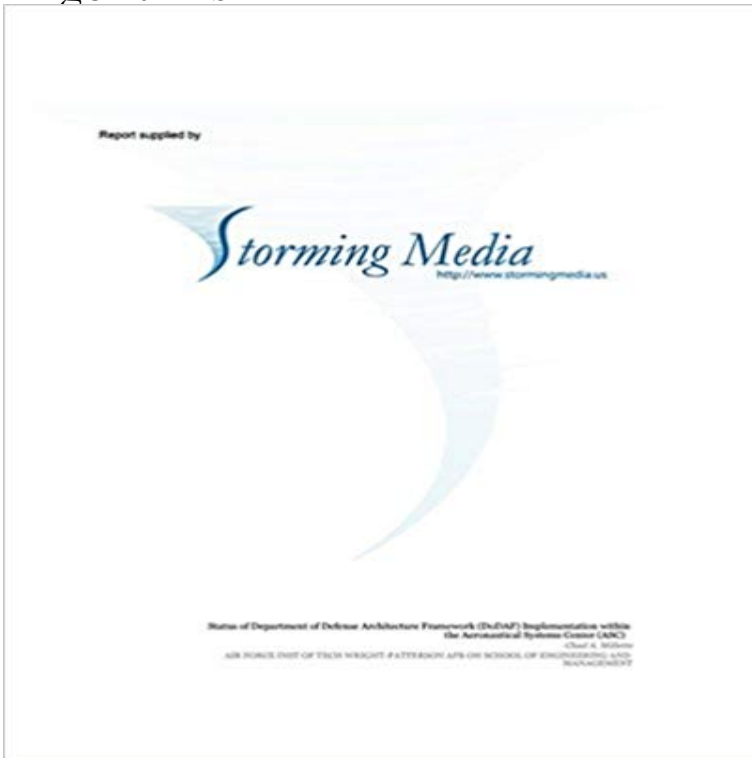 Report supplied by
Storming Media
http://www.stormingmedia.us
Status of Department of Defense Architecture Framework (DoDAF) Implementation within
the Aeronautical Systems Center (ASC)
Chad A. Millette
AIR FORCE INST OF TECH WRIGHT-PATTERSON AFB OH SCHOOL OF ENGINEERING AND
MANAGEMENT